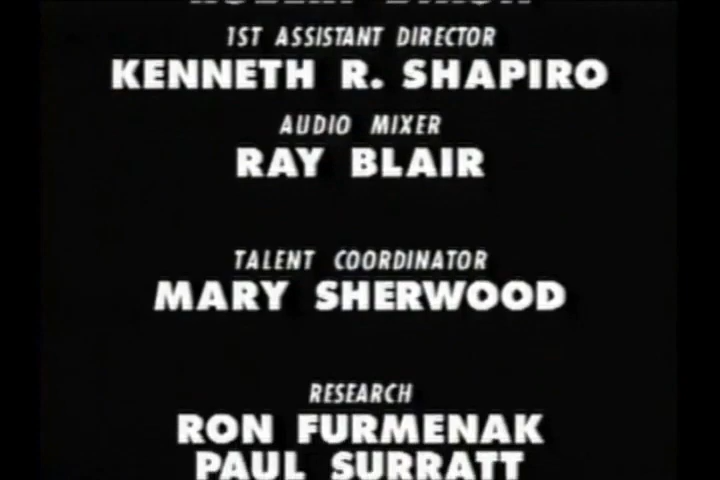 1ST ASSISTANT DIRECTOR
KENNETH R. SHAPIRO
AUDIO MIXER
RAY BLAIR
TALENT COORDINATOR
MARY SHERWOOD
RESEARCH
RON FURMENAK
PAUL SURRATT